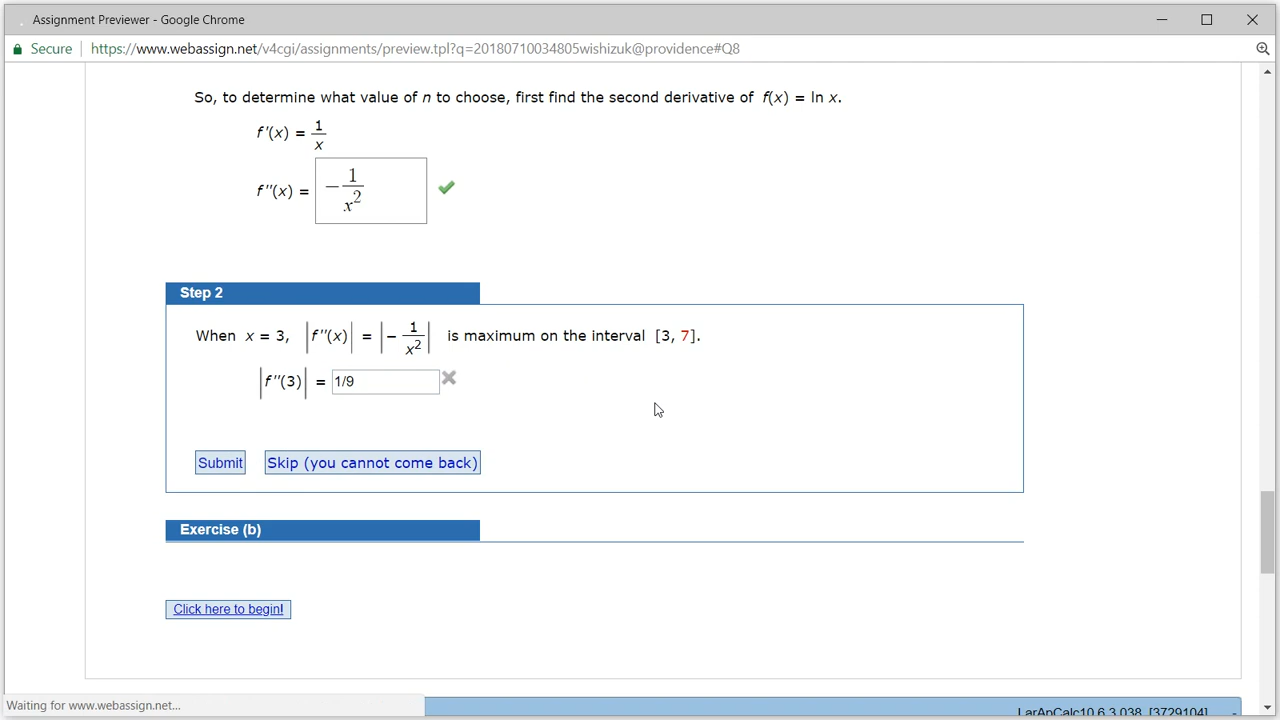 Assignment Previewer - Google Chrome
Secure | https://www.webassign.net/v4cgi/assignments/preview.tpl?q=20180710034805wishizuk@providence#Q8
So, to determine what value of n to choose, first find the second derivative of f(x) = ln x.
f′(x) = 1/x
f″(x) = −1/x²
Step 2
When x = 3, |f″(x)| = |−1/x²| is maximum on the interval [3, 7].
|f″(3)| = 1/9
Submit Skip (you cannot come back)
Exercise (b)
Click here to begin!
Waiting for www.webassign.net...
LarApCalc10 6.3.038. [3729104]